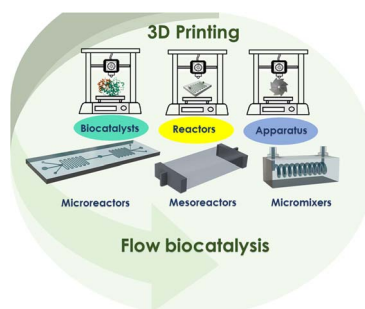 3D Printing
Biocatalysts Reactors Apparatus
Microreactors Mesoreactors Micromixers
Flow biocatalysis